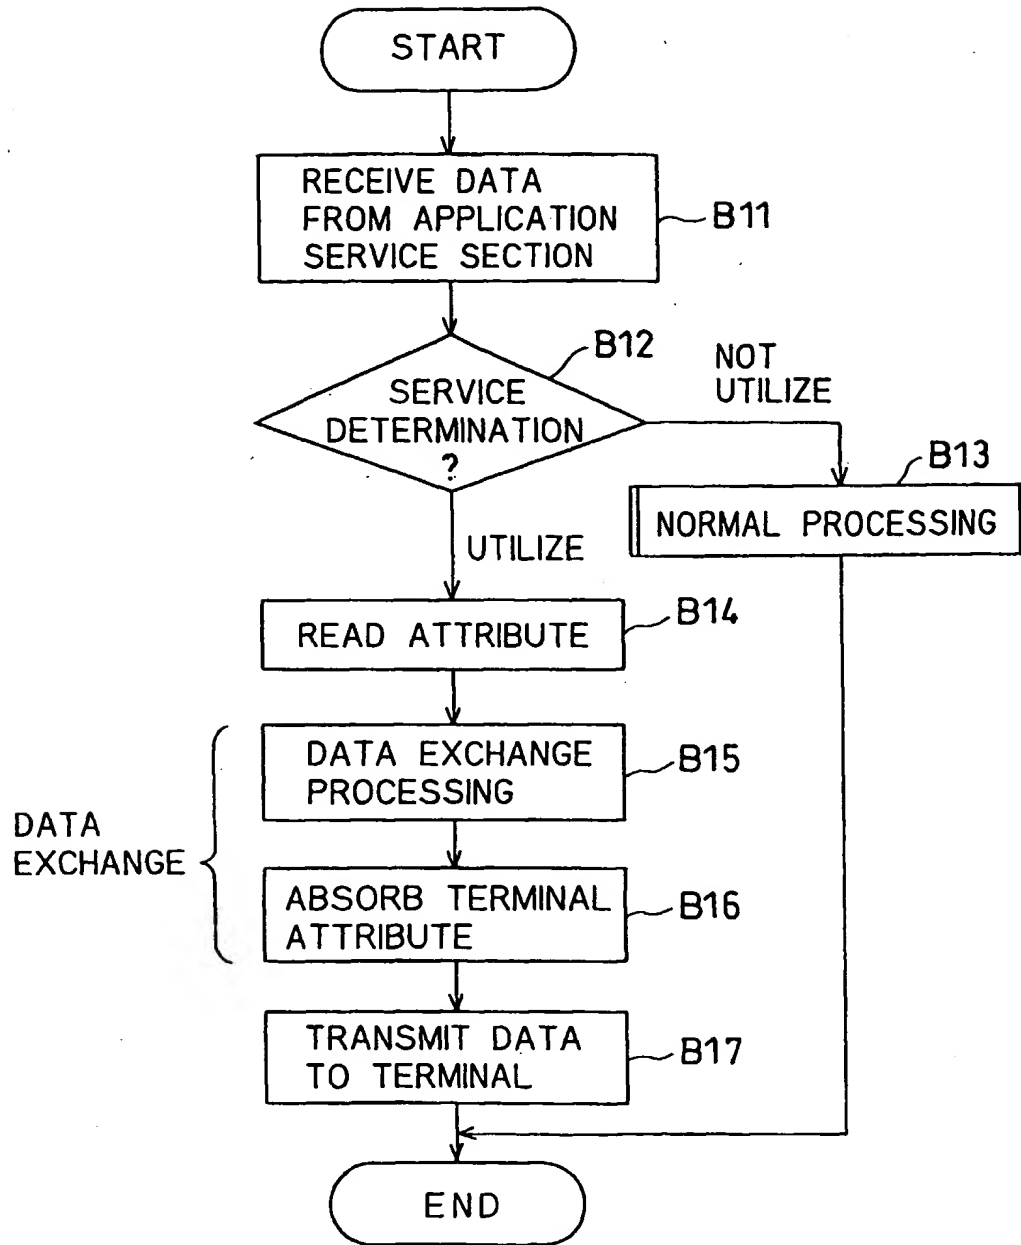 START
RECEIVE DATA
FROM APPLICATION
SERVICE SECTION
B11
B12
SERVICE
DETERMINATION
?
NOT
UTILIZE
B13
NORMAL PROCESSING
UTILIZE
READ ATTRIBUTE
B14
DATA EXCHANGE
PROCESSING
B15
DATA
EXCHANGE
ABSORB TERMINAL
ATTRIBUTE
B16
TRANSMIT DATA
TO TERMINAL
B17
END